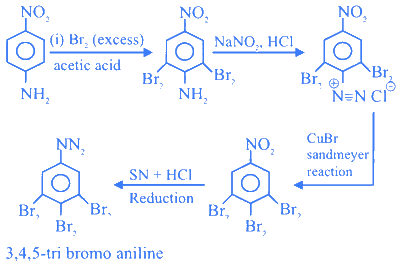 NO₂
(i) Br₂ (excess)
acetic acid
NH₂
NO₂
Br₂
Br₂
NH₂
NaNO₂, HCl
NO₂
Br₂
Br₂
⊕
N≡N Cl⊖
CuBr
sandmeyer
reaction
NO₂
Br₂
Br₂
Br₂
SN + HCl
Reduction
NN₂
Br₂
Br₂
Br₂
3,4,5-tri bromo aniline